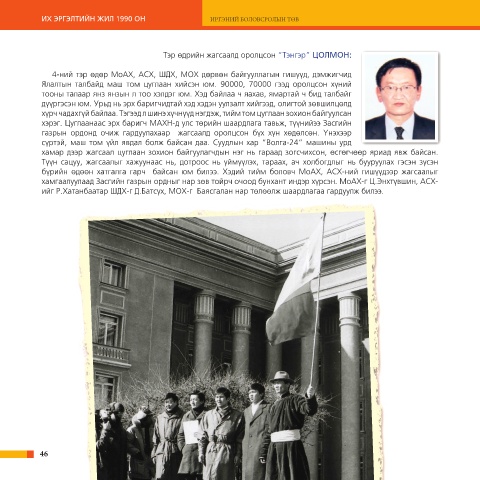 ИХ ЭРГЭЛТИЙН ЖИЛ 1990 ОН
ИРГЭНИЙ БОЛОВСРОЛЫН ТӨВ
Тэр өдрийн жагсаалд оролцсон “Тэнгэр” ЦОЛМОН:
4-ний тэр өдөр МоАХ, АСХ, ШДХ, МОХ дөрвөн байгууллагын гишүүд, дэмжигчид
Ялалтын талбайд маш том цуглаан хийсэн юм. 90000, 70000 гээд оролцсон хүний
тооны талаар янз янзын л тоо хэлдэг юм. Хэд байлаа ч яахав, ямартай ч бид талбайг
дүүргэсэн юм. Урьд нь эрх баригчидтай хэд хэдэн уулзалт хийгээд, олигтой зөвшилцөлд
хүрч чадахгүй байлаа. Тэгээд л шинэ хүчнүүд нэгдэж, тийм том цуглаан зохион байгуулсан
хэрэг. Цуглаанаас эрх баригч МАХН-д улс төрийн шаардлага тавьж, түүнийгээ Засгийн
газрын ордонд очиж гардуулахаар жагсаалд оролцсон бүх хүн хөдөлсөн. Үнэхээр
сүртэй, маш том үйл явдал болж байсан даа. Суудлын хар “Волга-24” машины урд
хамар дээр жагсаал цуглаан зохион байгуулагчдын нэг нь гараад зогсчихсон, өсгөгчөөр яриад явж байсан.
Түүн сацуу, жагсаалыг хажуунаас нь, дотроос нь үймүүлэх, тараах, ач холбогдлыг нь бууруулах гэсэн зүсэн
бүрийн өдөөн хатгалга гарч байсан юм билээ. Хэдий тийм боловч МоАХ, АСХ-ний гишүүдээр жагсаалыг
хамгаалуулаад Засгийн газрын ордныг нар зөв тойрч очоод бунхант индэр хүрсэн. МоАХ-г Ц.Энхтүвшин, АСХ-
ийг Р.Хатанбаатар ШДХ-г Д.Батсүх, МОХ-г Баясгалан нар төлөөлж шаардлагаа гардуулж билээ.
46